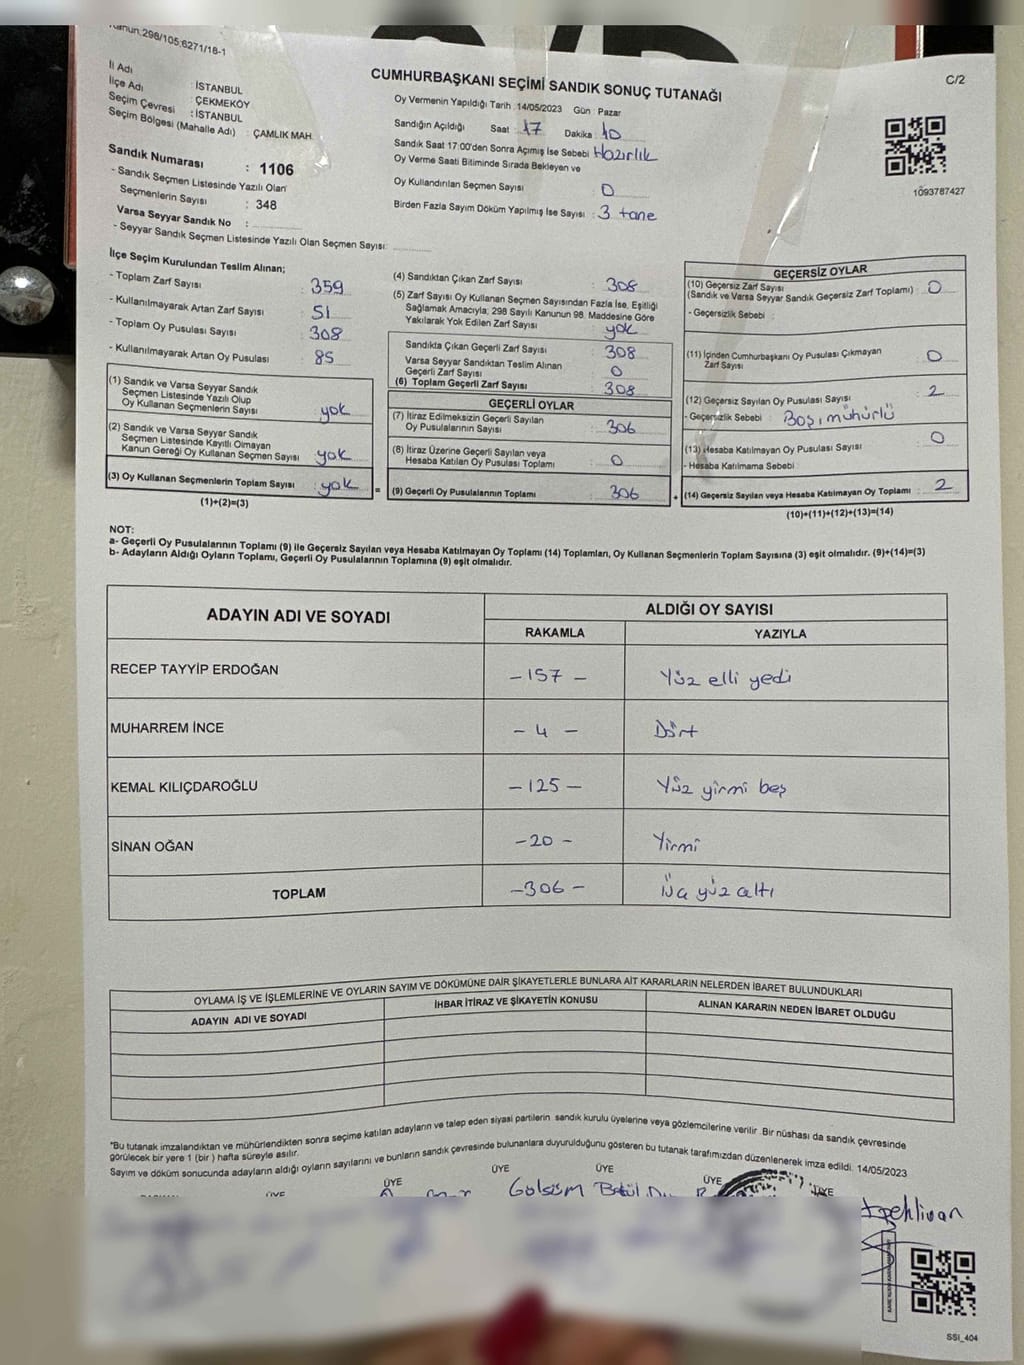 Kanun:298/105,6271/18-1
C/2
İl Adı : İSTANBUL
İlçe Adı : ÇEKMEKÖY
Seçim Çevresi : İSTANBUL
Seçim Bölgesi (Mahalle Adı) : ÇAMLIK MAH.
Sandık Numarası : 1106
- Sandık Seçmen Listesinde Yazılı Olan
Seçmenlerin Sayısı : 348
Varsa Seyyar Sandık No :
- Seyyar Sandık Seçmen Listesinde Yazılı Olan Seçmen Sayısı:
CUMHURBAŞKANI SEÇİMİ SANDIK SONUÇ TUTANAĞI
Oy Vermenin Yapıldığı Tarih :14/05/2023 Gün : Pazar
Sandığın Açıldığı Saat : 17 Dakika : 10
Sandık Saat 17:00'den Sonra Açımış İse Sebebi : Hazırlık
Oy Verme Saati Bitiminde Sırada Bekleyen ve
Oy Kullandırılan Seçmen Sayısı : 0
Birden Fazla Sayım Döküm Yapılmış İse Sayısı : 3 tane
1093787427
İlçe Seçim Kurulundan Teslim Alınan;
- Toplam Zarf Sayısı : 359
- Kullanılmayarak Artan Zarf Sayısı : 51
- Toplam Oy Pusulası Sayısı : 308
- Kullanılmayarak Artan Oy Pusulası : 85
(1) Sandık ve Varsa Seyyar Sandık
Seçmen Listesinde Yazılı Olup
Oy Kullanan Seçmenlerin Sayısı : yok
(2) Sandık ve Varsa Seyyar Sandık
Seçmen Listesinde Kayıtlı Olmayan
Kanun Gereği Oy Kullanan Seçmen Sayısı : yok
(3) Oy Kullanan Seçmenlerin Toplam Sayısı : yok
(1)+(2)=(3)
(4) Sandıktan Çıkan Zarf Sayısı : 308
(5) Zarf Sayısı Oy Kullanan Seçmen Sayısından Fazla İse, Eşitliği
Sağlamak Amacıyla; 298 Sayılı Kanunun 98. Maddesine Göre
Yakılarak Yok Edilen Zarf Sayısı : yok
Sandıkta Çıkan Geçerli Zarf Sayısı : 308
Varsa Seyyar Sandıktan Teslim Alınan
Geçerli Zarf Sayısı : 0
(6) Toplam Geçerli Zarf Sayısı : 308
GEÇERLİ OYLAR
(7) İtiraz Edilmeksizin Geçerli Sayılan
Oy Pusulalarının Sayısı : 306
(8) İtiraz Üzerine Geçerli Sayılan veya
Hesaba Katılan Oy Pusulası Toplamı : 0
= (9) Geçerli Oy Pusulalarının Toplamı : 306
GEÇERSİZ OYLAR
(10) Geçersiz Zarf Sayısı
(Sandık ve Varsa Seyyar Sandık Geçersiz Zarf Toplamı) : 0
- Geçersizlik Sebebi :
(11) İçinden Cumhurbaşkanı Oy Pusulası Çıkmayan
Zarf Sayısı : 0
(12) Geçersiz Sayılan Oy Pusulası Sayısı : 2
- Geçersizlik Sebebi : Boş, mühürlü
(13) Hesaba Katılmayan Oy Pusulası Sayısı : 0
- Hesaba Katılmama Sebebi
+ (14) Geçersiz Sayılan veya Hesaba Katılmayan Oy Toplamı : 2
(10)+(11)+(12)+(13)=(14)
NOT:
a- Geçerli Oy Pusulalarının Toplamı (9) ile Geçersiz Sayılan veya Hesaba Katılmayan Oy Toplamı (14) Toplamları, Oy Kullanan Seçmenlerin Toplam Sayısına (3) eşit olmalıdır. (9)+(14)=(3)
b- Adayların Aldığı Oyların Toplamı, Geçerli Oy Pusulalarının Toplamına (9) eşit olmalıdır.
ADAYIN ADI VE SOYADI ALDIĞI OY SAYISI
RAKAMLA YAZIYLA
RECEP TAYYİP ERDOĞAN -157- Yüz elli yedi
MUHARREM İNCE -4- Dört
KEMAL KILIÇDAROĞLU -125- Yüz yirmi beş
SİNAN OĞAN -20- Yirmi
TOPLAM -306- üç yüz altı
OYLAMA İŞ VE İŞLEMLERİNE VE OYLARIN SAYIM VE DÖKÜMÜNE DAİR ŞİKAYETLERLE BUNLARA AİT KARARLARIN NELERDEN İBARET BULUNDUKLARI
ADAYIN ADI VE SOYADI İHBAR İTİRAZ VE ŞİKAYETİN KONUSU ALINAN KARARIN NEDEN İBARET OLDUĞU
*Bu tutanak imzalandıktan ve mühürlendikten sonra seçime katılan adayların ve talep eden siyasi partilerin sandık kurulu üyelerine veya gözlemcilerine verilir. Bir nüshası da sandık çevresinde
görülecek bir yere 1 (bir) hafta süreyle asılır.
Sayım ve döküm sonucunda adayların aldığı oyların sayılarını ve bunların sandık çevresinde bulunanlara duyurulduğunu gösteren bu tutanak tarafımızdan düzenlenerek imza edildi. 14/05/2023
ÜYE ÜYE ÜYE ÜYE ÜYE ÜYE
Betül
pehlivan
SSİ_404